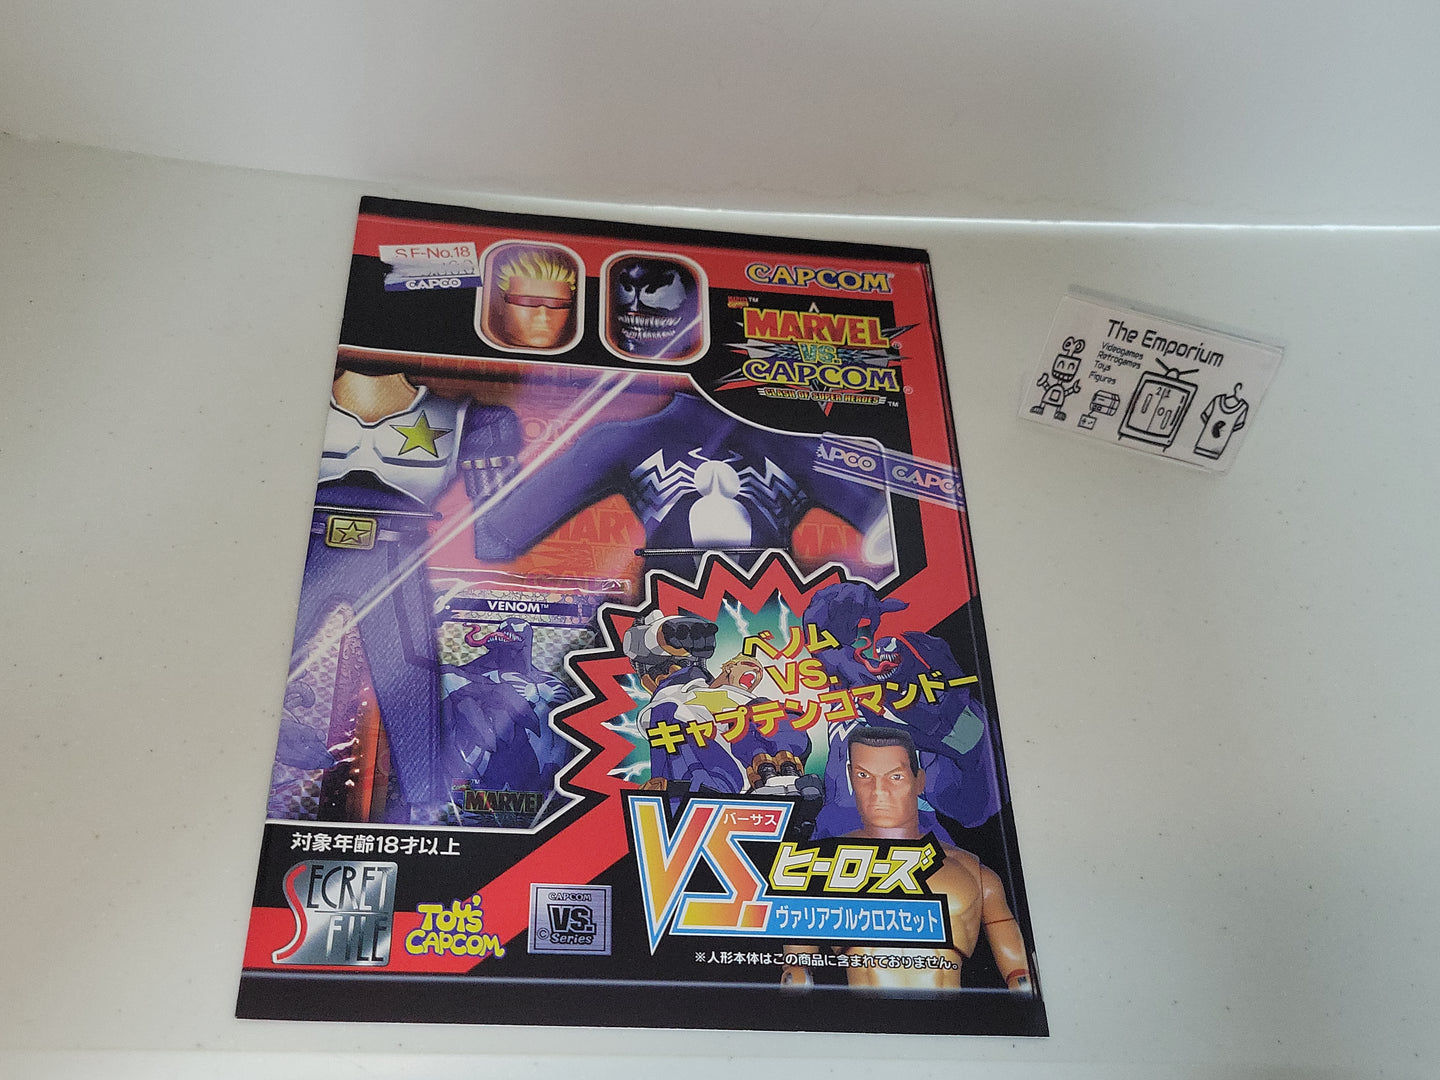 SF-No.18
CAPCO
CAPCOM
MARVEL
VS.
CAPCOM
CLASH OF SUPER HEROES
™
APCO CAPCO
VENOM™
MARVEL
ベノム
VS.
キャプテンコマンドー
対象年齢18才以上
SECRET
FILE
TOY'S
CAPCOM
CAPCOM
VS.
© Series
VS.
バーサス
ヒーローズ
ヴァリアブルクロスセット
※人形本体はこの商品に含まれておりません。
The Emporium
Videogames
Retrogames
Toys
Figures